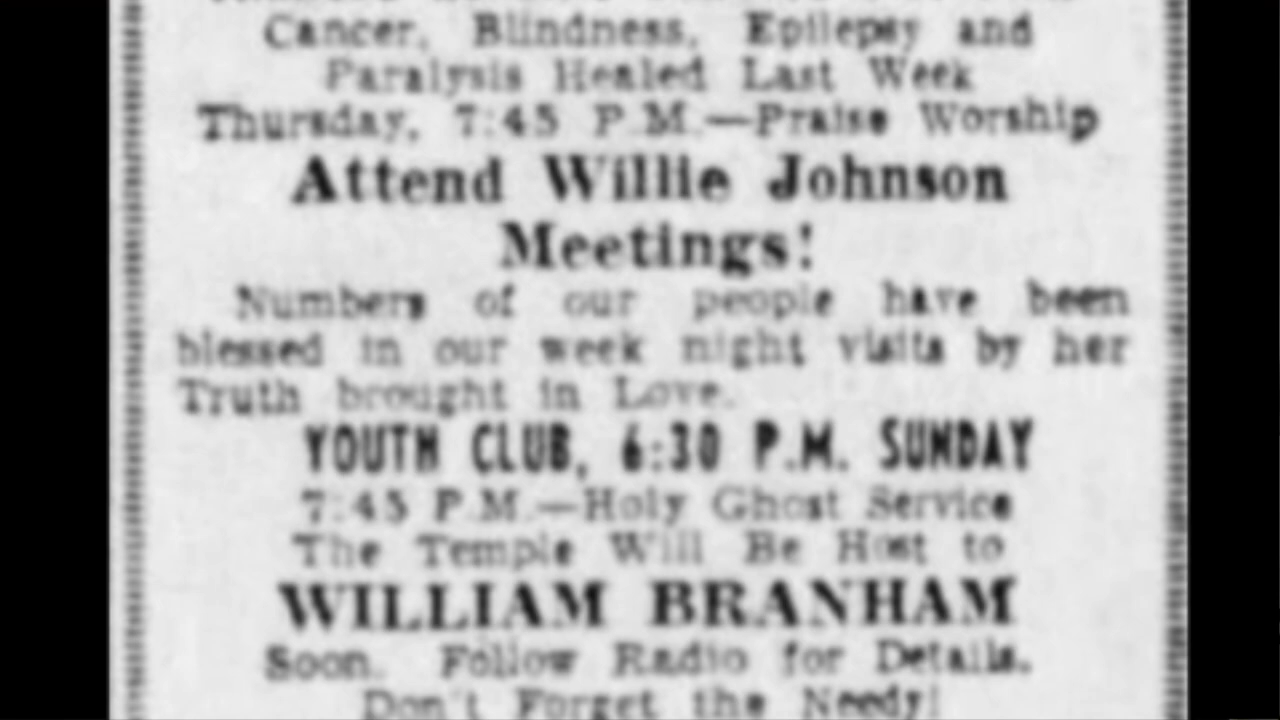 Cancer, Blindness, Epilepsy and
Paralysis Healed Last Week
Thursday, 7:45 P.M.—Praise Worship
Attend Willie Johnson
Meetings!
Numbers of our people have been
blessed in our week night visits by her
Truth brought in Love.
YOUTH CLUB, 6:30 P.M. SUNDAY
7:45 P.M.—Holy Ghost Service
The Temple Will Be Host to
WILLIAM BRANHAM
Soon. Follow Radio for Details.
Don't Forget the Needy!